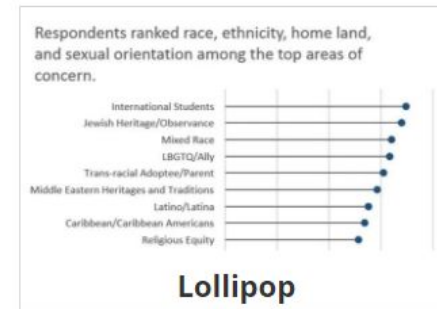 Respondents ranked race, ethnicity, home land,
and sexual orientation among the top areas of
concern.
International Students
Jewish Heritage/Observance
Mixed Race
LBGTQ/Ally
Trans-racial Adoptee/Parent
Middle Eastern Heritages and Traditions
Latino/Latina
Caribbean/Caribbean Americans
Religious Equity
Lollipop